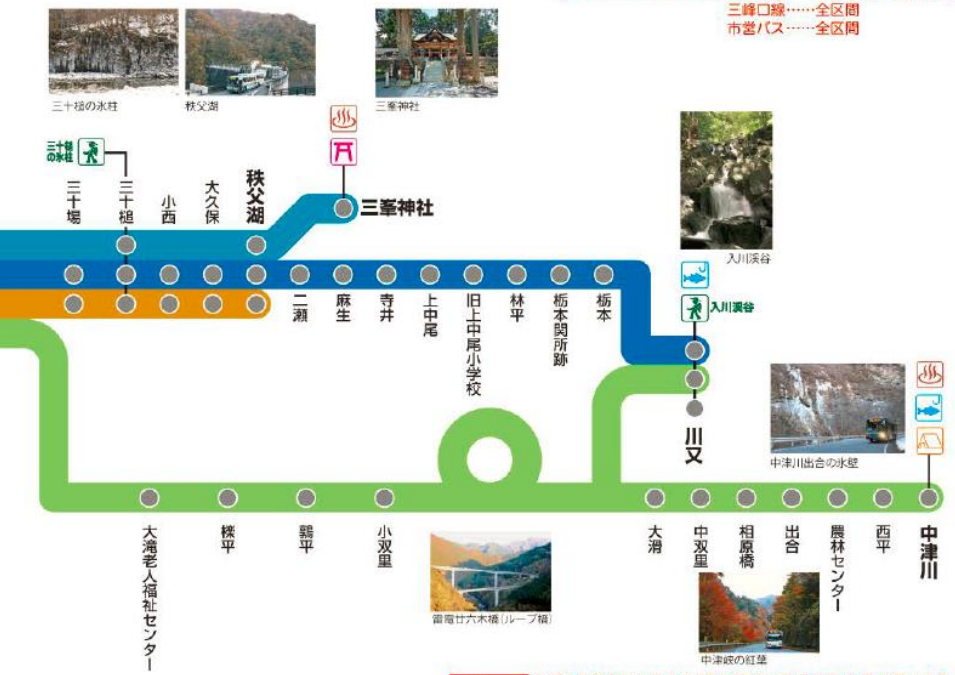 三峰口線……全区間
市営バス……全区間
三十槌の氷柱
秩父湖
三峯神社
三十槌
の氷柱
三十場
三十槌
小西
大久保
秩父湖
三峯神社
入川渓谷
入川渓谷
二瀬
麻生
寺井
上中尾
旧上中尾小学校
林平
栃本関所跡
栃本
川又
中津川出合の氷壁
大滝老人福祉センター
櫟平
鶉平
小双里
雷電廿六木橋(ループ橋)
大滑
中双里
相原橋
出合
農林センター
西平
中津川
中津峡の紅葉